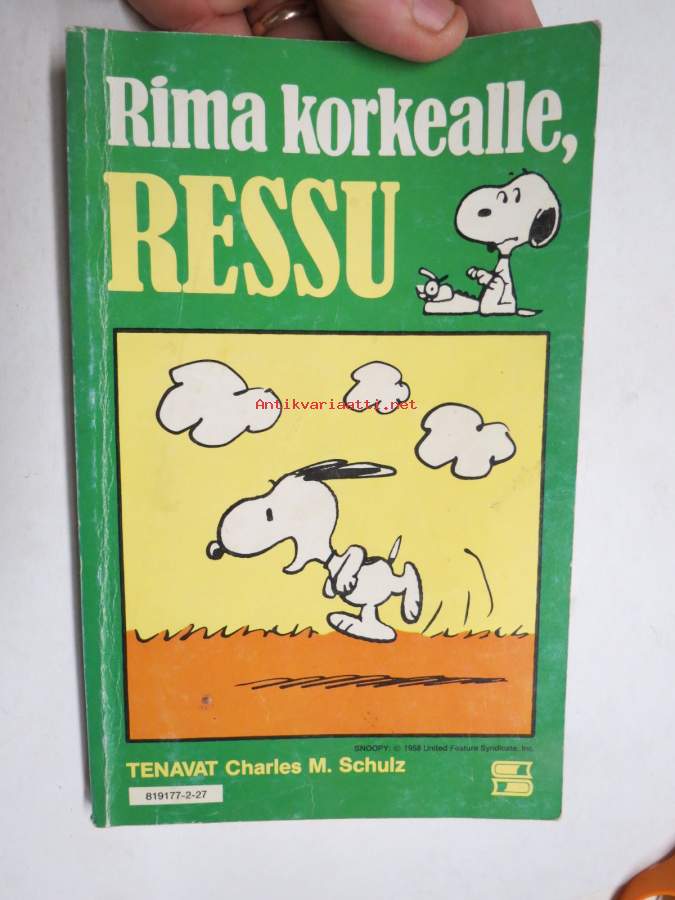 Rima korkealle,
RESSU
Antikvariaatti.net
SNOOPY: © 1958 United Feature Syndicate, Inc.
TENAVAT Charles M. Schulz
819177-2-27